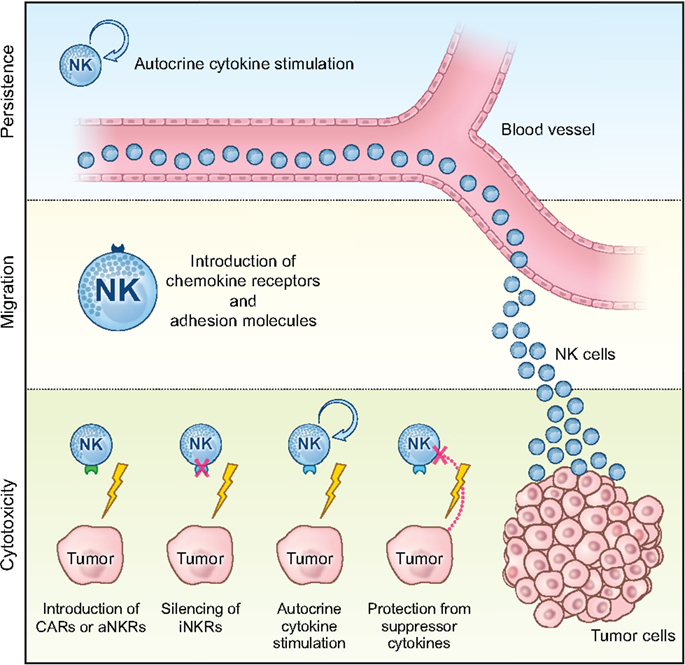 Persistence
NK
Autocrine cytokine stimulation
Blood vessel
Migration
NK
Introduction of
chemokine receptors
and
adhesion molecules
NK cells
Cytotoxicity
NK
NK
NK
NK
Tumor
Tumor
Tumor
Tumor
Introduction of
CARs or aNKRs
Silencing of
iNKRs
Autocrine
cytokine
stimulation
Protection from
suppressor
cytokines
Tumor cells